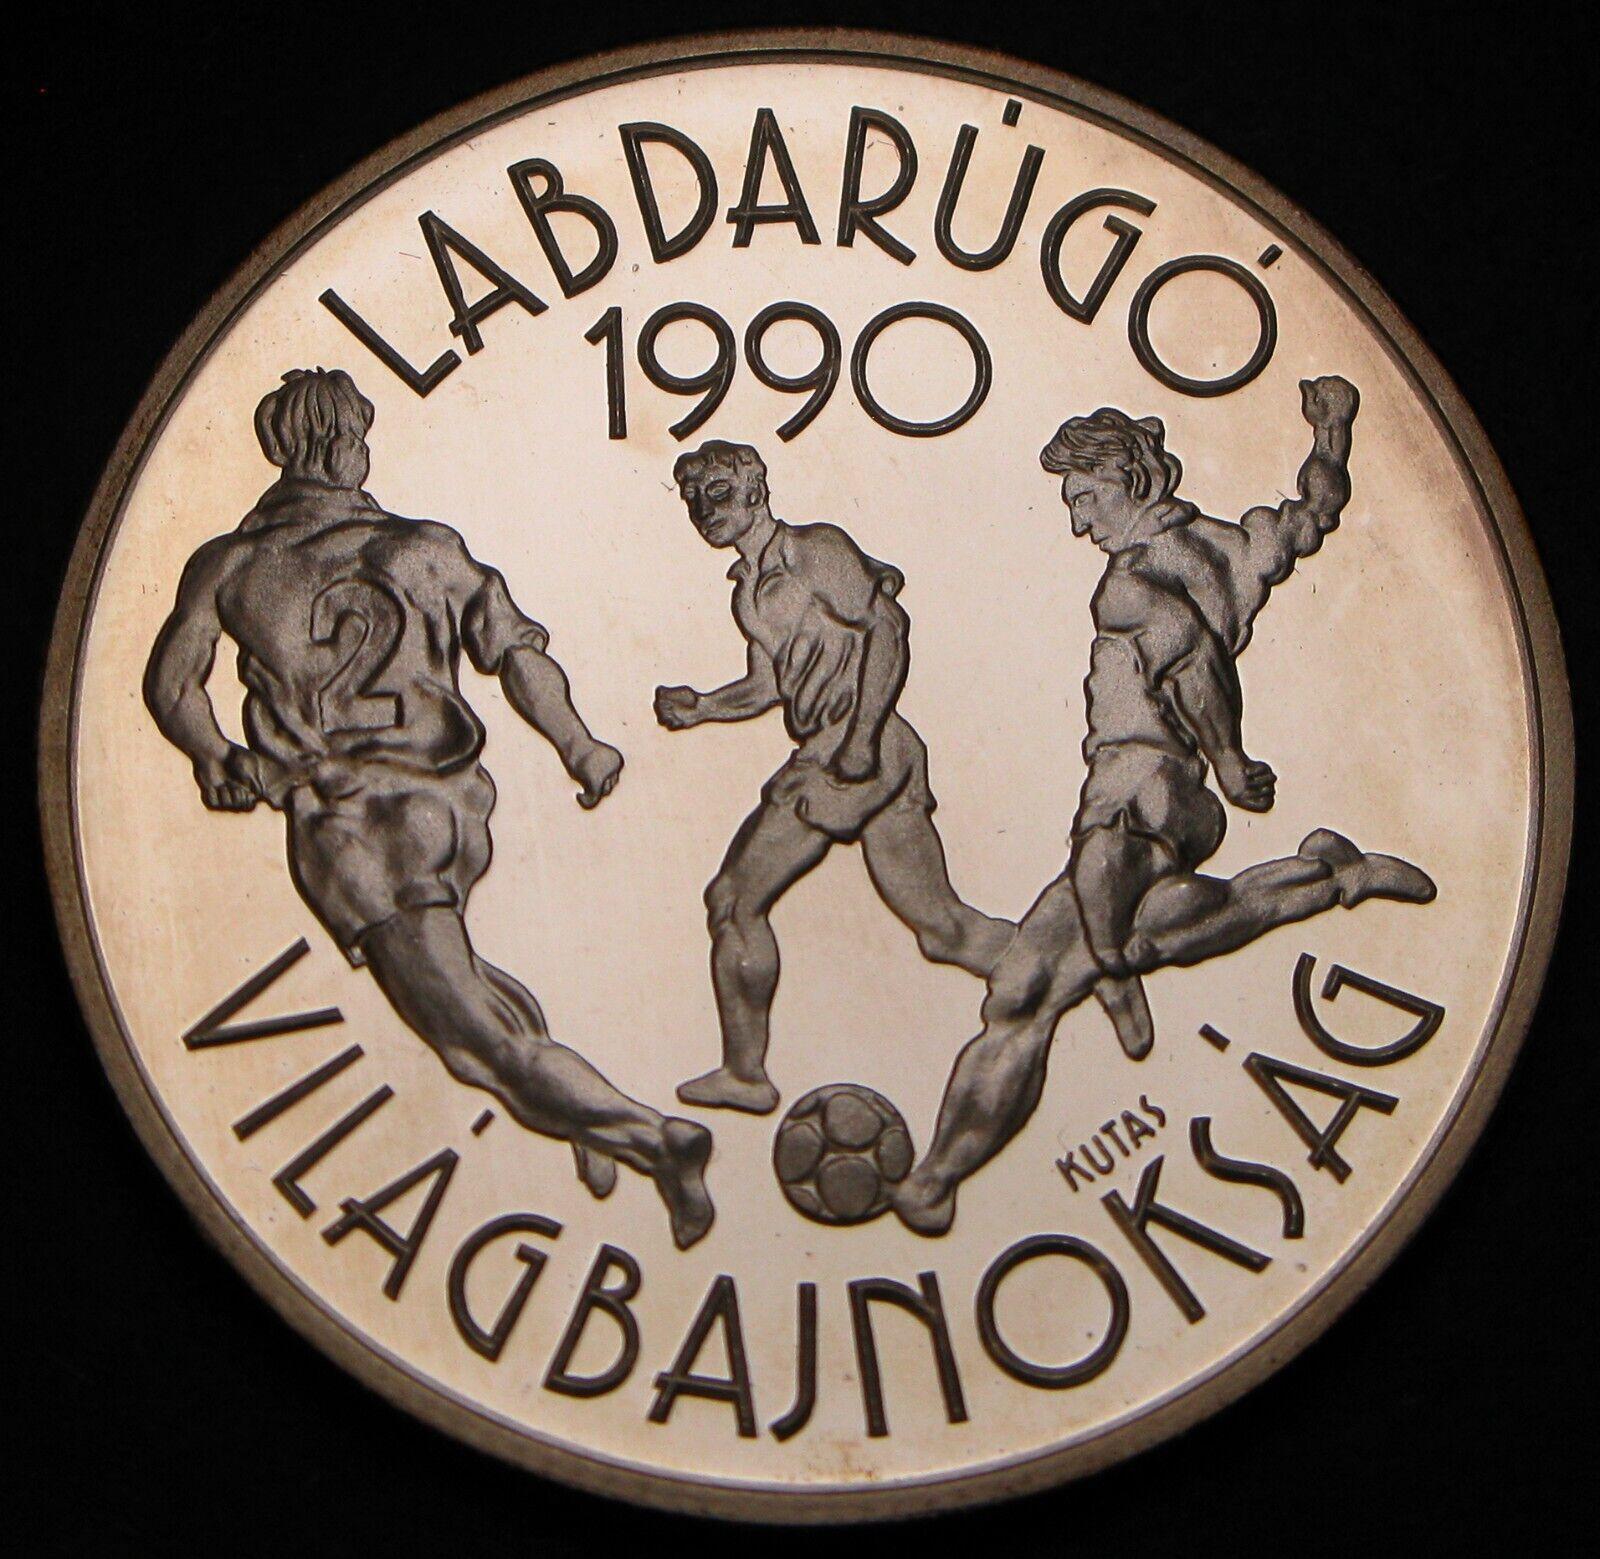 LABDARÚGÓ
1990
2
KUTAS
VILÁGBAJNOKSÁG